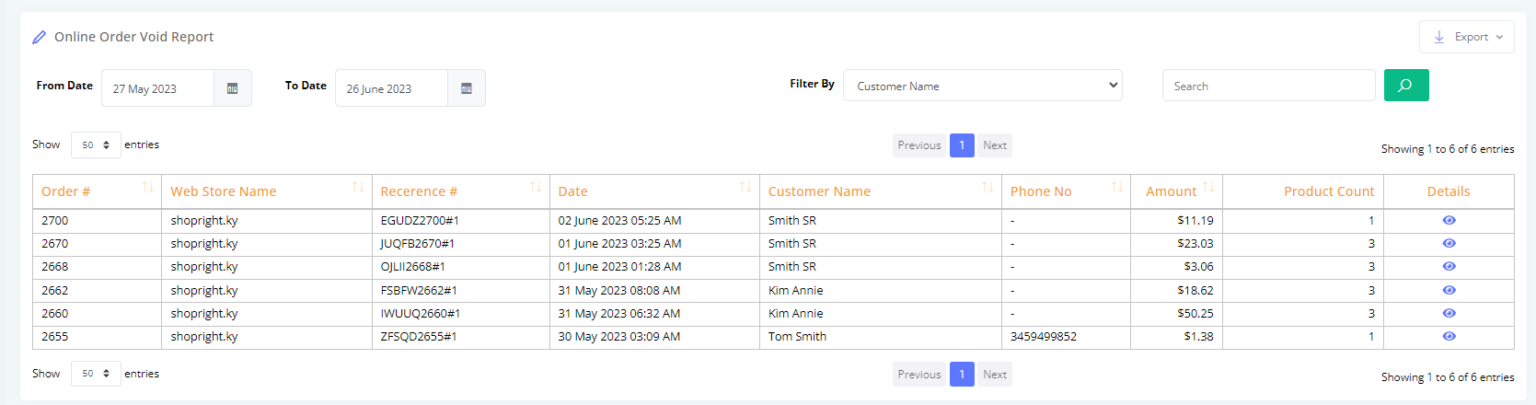 Online Order Void Report
Export
From Date 27 May 2023 To Date 26 June 2023 Filter By Customer Name Search
Show 50 entries Previous 1 Next Showing 1 to 6 of 6 entries
Order # Web Store Name Recerence # Date Customer Name Phone No Amount Product Count Details
2700 shopright.ky EGUDZ2700#1 02 June 2023 05:25 AM Smith SR - $11.19 1
2670 shopright.ky JUQFB2670#1 01 June 2023 03:25 AM Smith SR - $23.03 3
2668 shopright.ky OJLII2668#1 01 June 2023 01:28 AM Smith SR - $3.06 3
2662 shopright.ky FSBFW2662#1 31 May 2023 08:08 AM Kim Annie - $18.62 3
2660 shopright.ky IWUUQ2660#1 31 May 2023 06:32 AM Kim Annie - $50.25 3
2655 shopright.ky ZFSQD2655#1 30 May 2023 03:09 AM Tom Smith 3459499852 $1.38 1
Show 50 entries Previous 1 Next Showing 1 to 6 of 6 entries